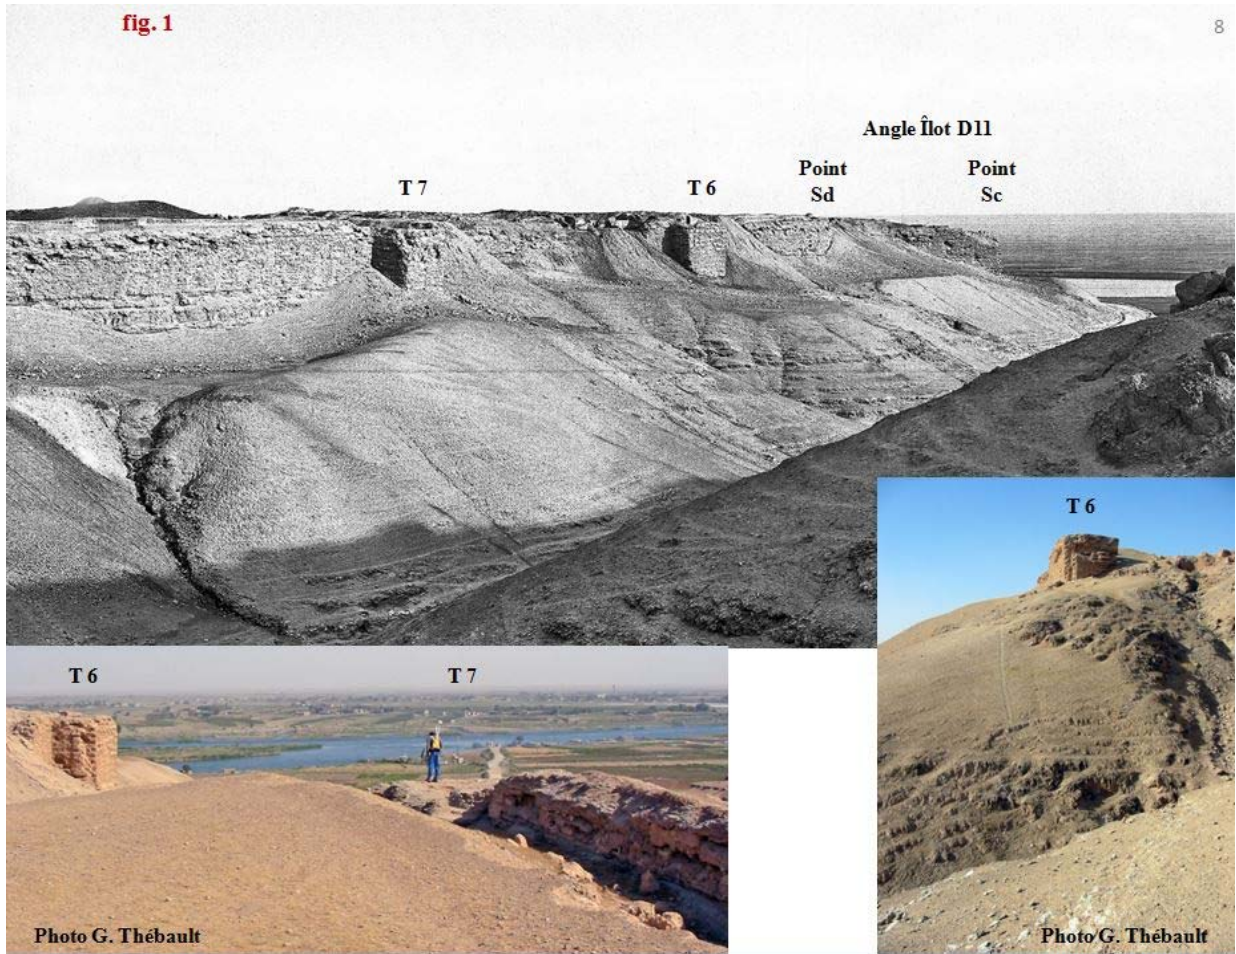 fig. 1
8
Angle Îlot D11
Point
Sd
Point
Sc
T 7
T 6
T 6
T 6
T 7
Photo G. Thébault
Photo G. Thébault